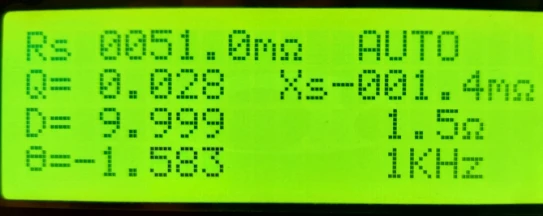 Rs 0051.0mΩ AUTO
Q= 0.028 Xs-001.4mΩ
D= 9.999 1.5Ω
θ=-1.583 1KHz